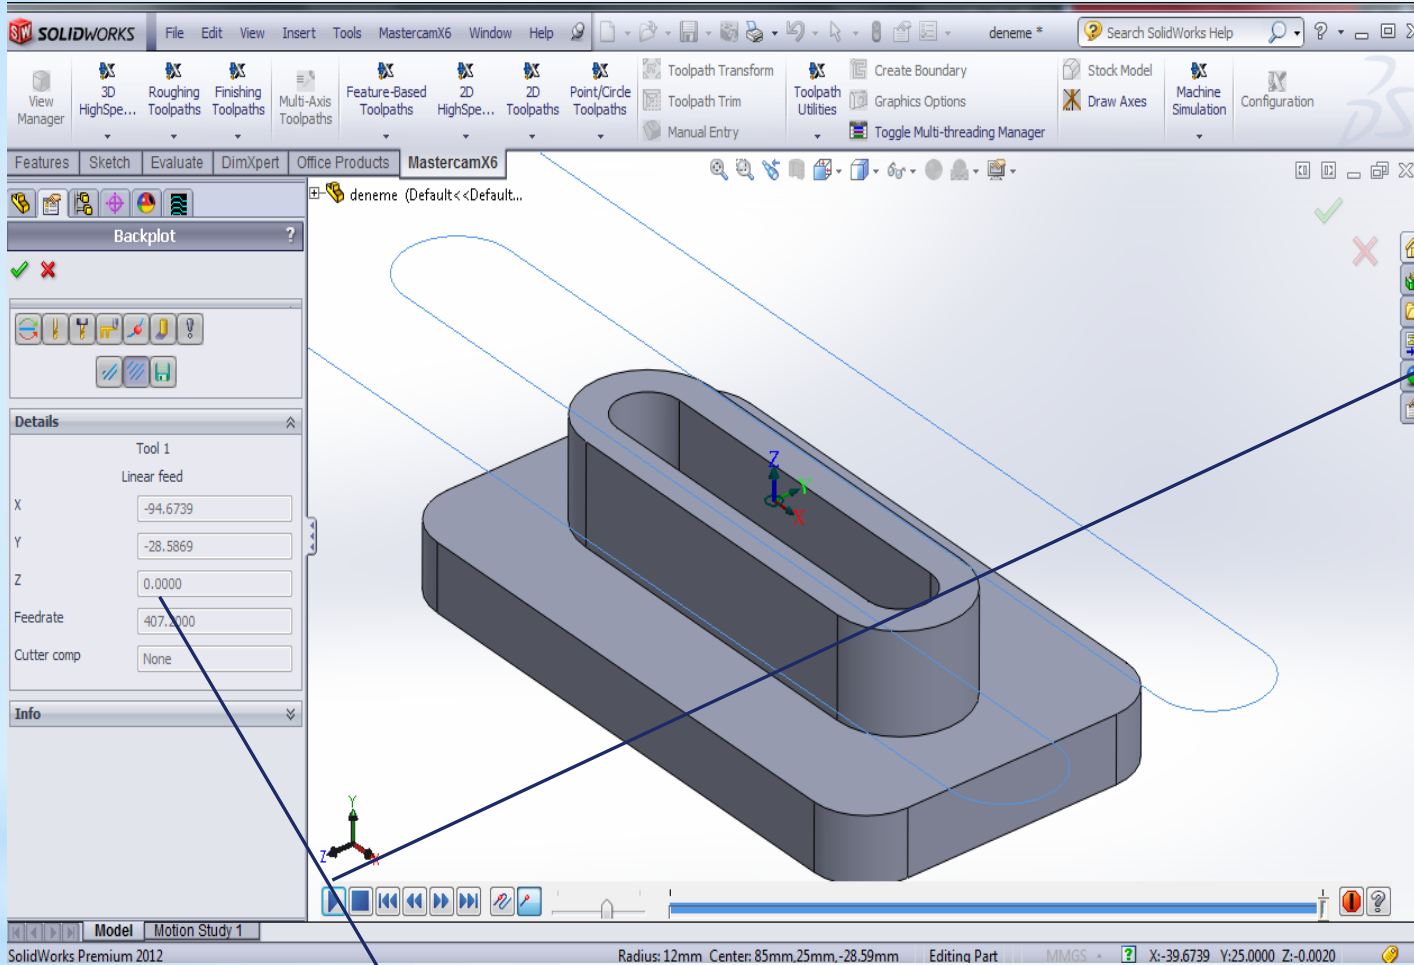 SOLIDWORKS File Edit View Insert Tools MastercamX6 Window Help deneme * Search SolidWorks Help
View Manager
3D HighSpe...
Roughing Toolpaths
Finishing Toolpaths
Multi-Axis Toolpaths
Feature-Based Toolpaths
2D HighSpe...
2D Toolpaths
Point/Circle Toolpaths
Toolpath Transform
Toolpath Trim
Manual Entry
Toolpath Utilities
Create Boundary
Graphics Options
Toggle Multi-threading Manager
Stock Model
Draw Axes
Machine Simulation
Configuration
Features Sketch Evaluate DimXpert Office Products MastercamX6
deneme (Default<<Default...
Backplot ?
Details
Tool 1
Linear feed
X -94.6739
Y -28.5869
Z 0.0000
Feedrate 407.2000
Cutter comp None
Info
Z
Y
X
Y
Z
X
Model Motion Study 1
SolidWorks Premium 2012 Radius: 12mm Center: 85mm,25mm,-28.59mm Editing Part MMGS X:-39.6739 Y:25.0000 Z:-0.0020